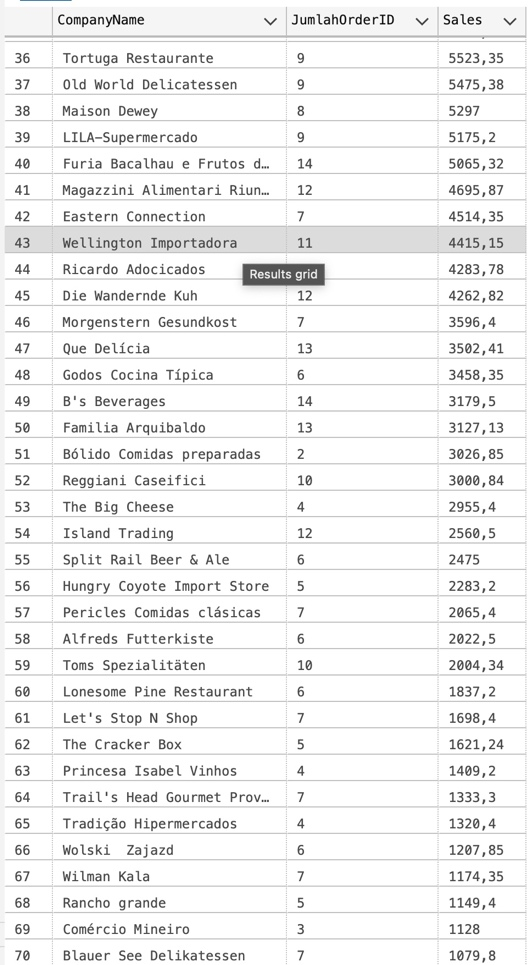 CompanyName JumlahOrderID Sales
36 Tortuga Restaurante 9 5523,35
37 Old World Delicatessen 9 5475,38
38 Maison Dewey 8 5297
39 LILA-Supermercado 9 5175,2
40 Furia Bacalhau e Frutos d… 14 5065,32
41 Magazzini Alimentari Riun… 12 4695,87
42 Eastern Connection 7 4514,35
43 Wellington Importadora 11 4415,15
44 Ricardo Adocicados 4283,78
Results grid
45 Die Wandernde Kuh 12 4262,82
46 Morgenstern Gesundkost 7 3596,4
47 Que Delícia 13 3502,41
48 Godos Cocina Típica 6 3458,35
49 B's Beverages 14 3179,5
50 Familia Arquibaldo 13 3127,13
51 Bólido Comidas preparadas 2 3026,85
52 Reggiani Caseifici 10 3000,84
53 The Big Cheese 4 2955,4
54 Island Trading 12 2560,5
55 Split Rail Beer & Ale 6 2475
56 Hungry Coyote Import Store 5 2283,2
57 Pericles Comidas clásicas 7 2065,4
58 Alfreds Futterkiste 6 2022,5
59 Toms Spezialitäten 10 2004,34
60 Lonesome Pine Restaurant 6 1837,2
61 Let's Stop N Shop 7 1698,4
62 The Cracker Box 5 1621,24
63 Princesa Isabel Vinhos 4 1409,2
64 Trail's Head Gourmet Prov… 7 1333,3
65 Tradição Hipermercados 4 1320,4
66 Wolski  Zajazd 6 1207,85
67 Wilman Kala 7 1174,35
68 Rancho grande 5 1149,4
69 Comércio Mineiro 3 1128
70 Blauer See Delikatessen 7 1079,8